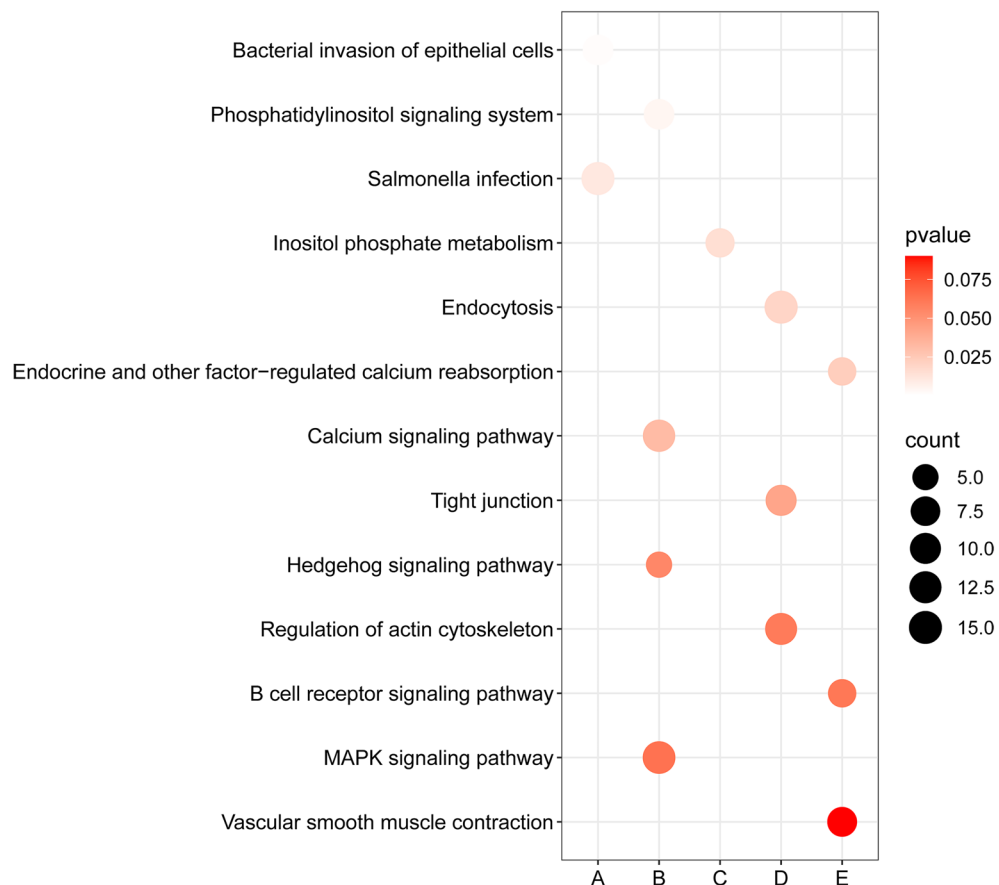 Bacterial invasion of epithelial cells
Phosphatidylinositol signaling system
Salmonella infection
Inositol phosphate metabolism
Endocytosis
Endocrine and other factor−regulated calcium reabsorption
Calcium signaling pathway
Tight junction
Hedgehog signaling pathway
Regulation of actin cytoskeleton
B cell receptor signaling pathway
MAPK signaling pathway
Vascular smooth muscle contraction
A B C D E
pvalue
0.075
0.050
0.025
count
5.0
7.5
10.0
12.5
15.0